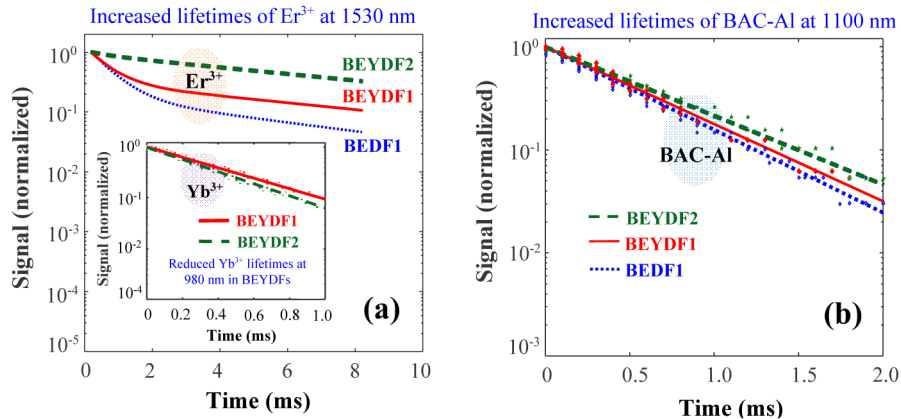 Increased lifetimes of Er³⁺ at 1530 nm
(a)
Signal (normalized)
10⁰
10⁻¹
10⁻²
10⁻³
10⁻⁴
10⁻⁵
0 2 4 6 8 10
Time (ms)
Er³⁺
BEYDF2
BEYDF1
BEDF1
Signal (normalized)
10⁰
10⁻¹
10⁻²
10⁻⁴
Yb³⁺
BEYDF1
BEYDF2
Reduced Yb³⁺ lifetimes at
980 nm in BEYDFs
0 0.2 0.4 0.6 0.8 1.0
Time (ms)
Increased lifetimes of BAC-Al at 1100 nm
Signal (normalized)
10⁰
10⁻¹
10⁻²
10⁻³
BAC-Al
BEYDF2
BEYDF1
BEDF1
(b)
0 0.5 1.0 1.5 2.0
Time (ms)